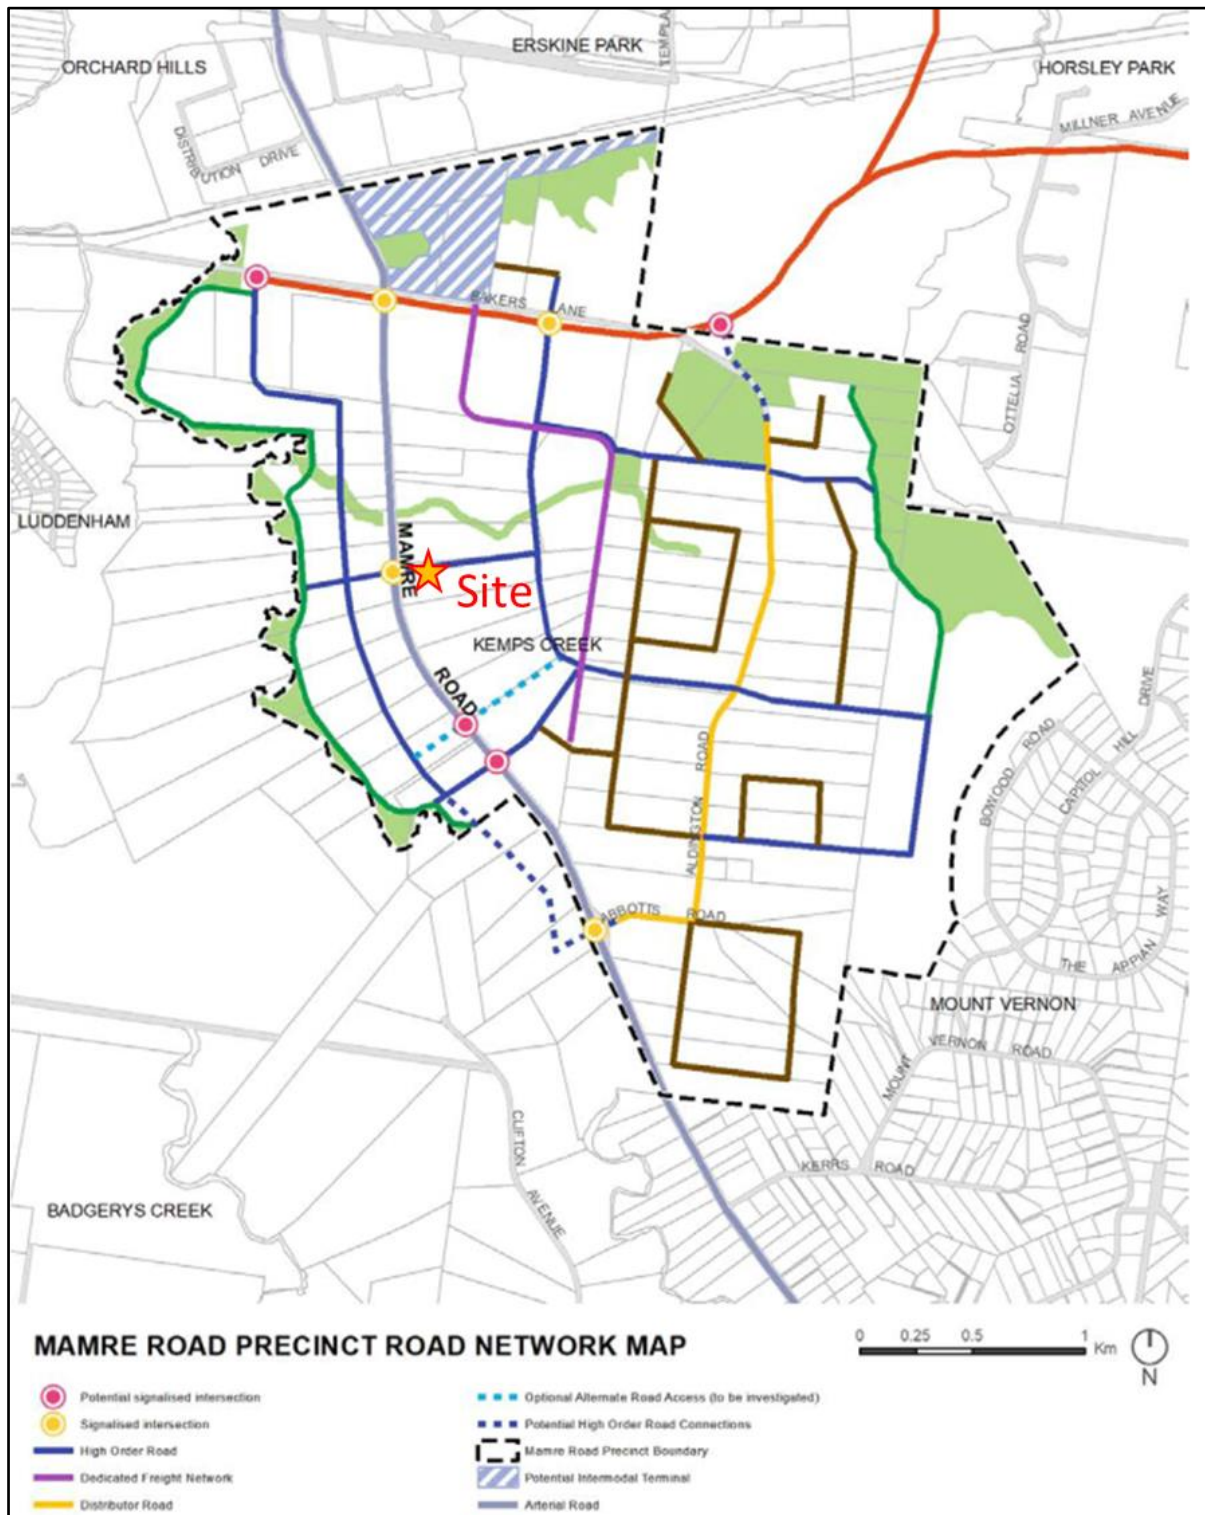 ERSKINE PARK
TEMPLA
ORCHARD HILLS
HORSLEY PARK
MILLNER AVENUE
DISTRIBUTION DRIVE
BAKERS LANE
OTTELIA ROAD
LUDDENHAM
MAMRE
Site
KEMPS CREEK
ROAD
DRIVE
HILL
CAPITOL
BOWOOD ROAD
ALDINGTON ROAD
ABBOTTS ROAD
THE APPIAN WAY
MOUNT VERNON
MOUNT VERNON ROAD
CLIFTON AVENUE
KERRS ROAD
BADGERYS CREEK
MAMRE ROAD PRECINCT ROAD NETWORK MAP
0 0.25 0.5 1 Km
N
Potential signalised intersection
Signalised intersection
High Order Road
Dedicated Freight Network
Distributor Road
Optional Alternate Road Access (to be investigated)
Potential High Order Road Connections
Mamre Road Precinct Boundary
Potential Intermodal Terminal
Arterial Road